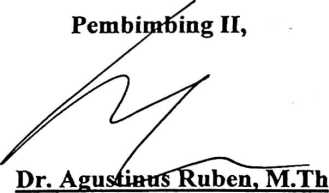 Pembimbing II,
Dr. Agustinus Ruben, M.Th